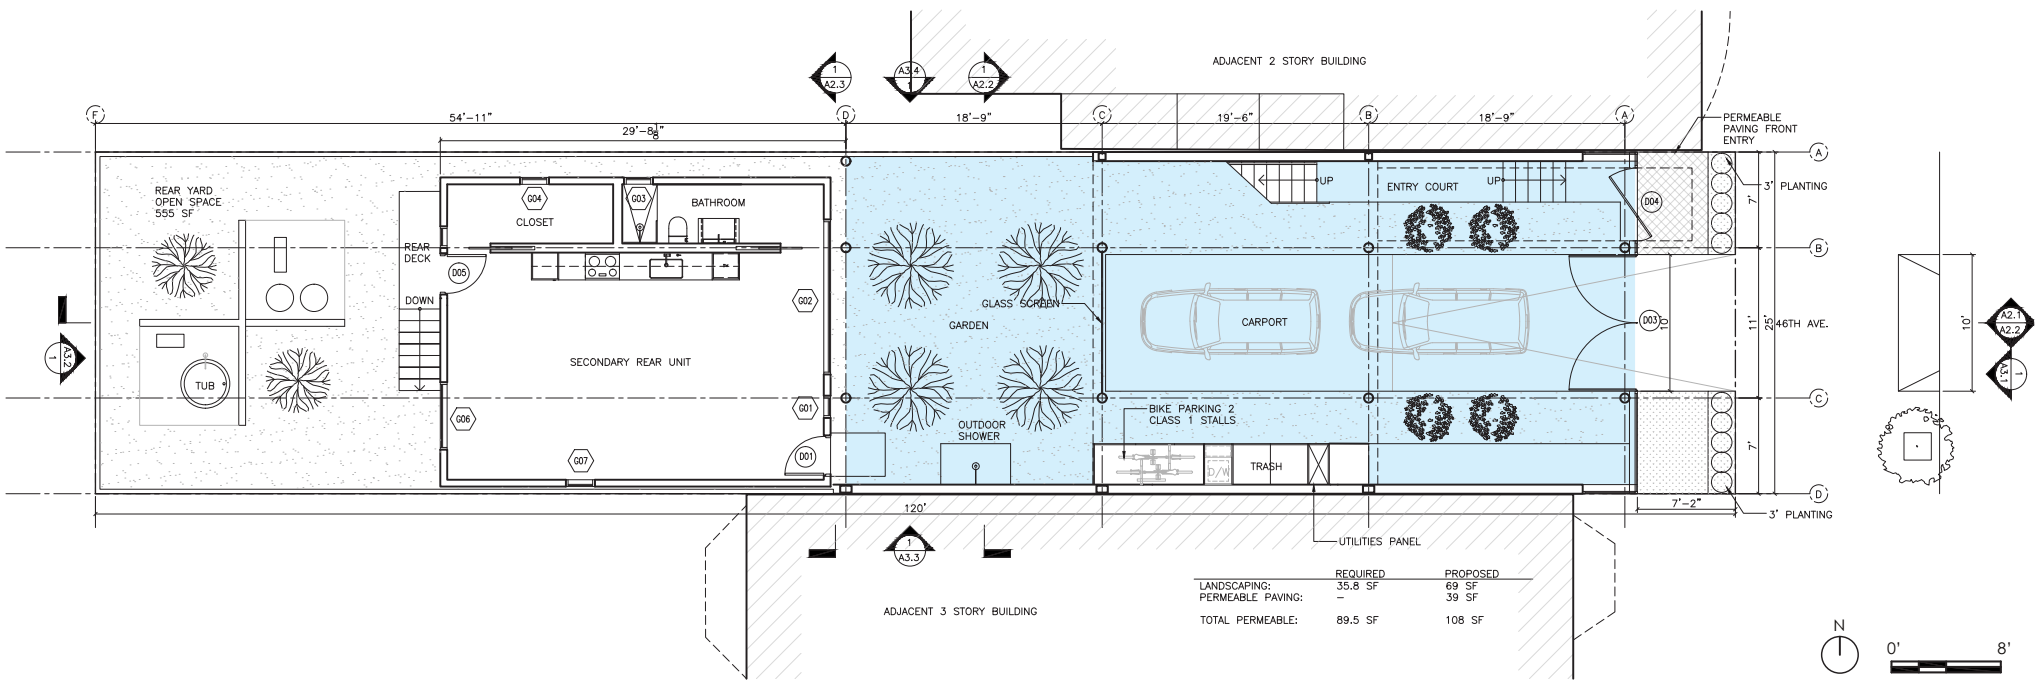 ADJACENT 2 STORY BUILDING
1
A2.3
A3.4
1
1
A2.2
F
54'-11"
D
18'-9"
C
19'-6"
B
18'-9"
A
29'-8⅛"
PERMEABLE
PAVING FRONT
ENTRY
A
3' PLANTING
REAR YARD
OPEN SPACE
555 SF
G04
CLOSET
G03
BATHROOM
UP
ENTRY COURT
UP
D04
7'
B
REAR
DECK
D05
DOWN
G02
GLASS SCREEN
GARDEN
CARPORT
D03
10'
11'
25'
46TH AVE.
10'
A2.1
A2.2
A3.1
1
A3.2
1
SECONDARY REAR UNIT
TUB
G06
G01
BIKE PARKING 2
CLASS 1 STALLS
C
OUTDOOR
SHOWER
G07
D01
D/W
TRASH
7'
D
120'
7'-2"
3' PLANTING
1
A3.3
UTILITIES PANEL
REQUIRED PROPOSED
LANDSCAPING: 35.8 SF 69 SF
PERMEABLE PAVING: – 39 SF
TOTAL PERMEABLE: 89.5 SF 108 SF
ADJACENT 3 STORY BUILDING
N
0' 8'